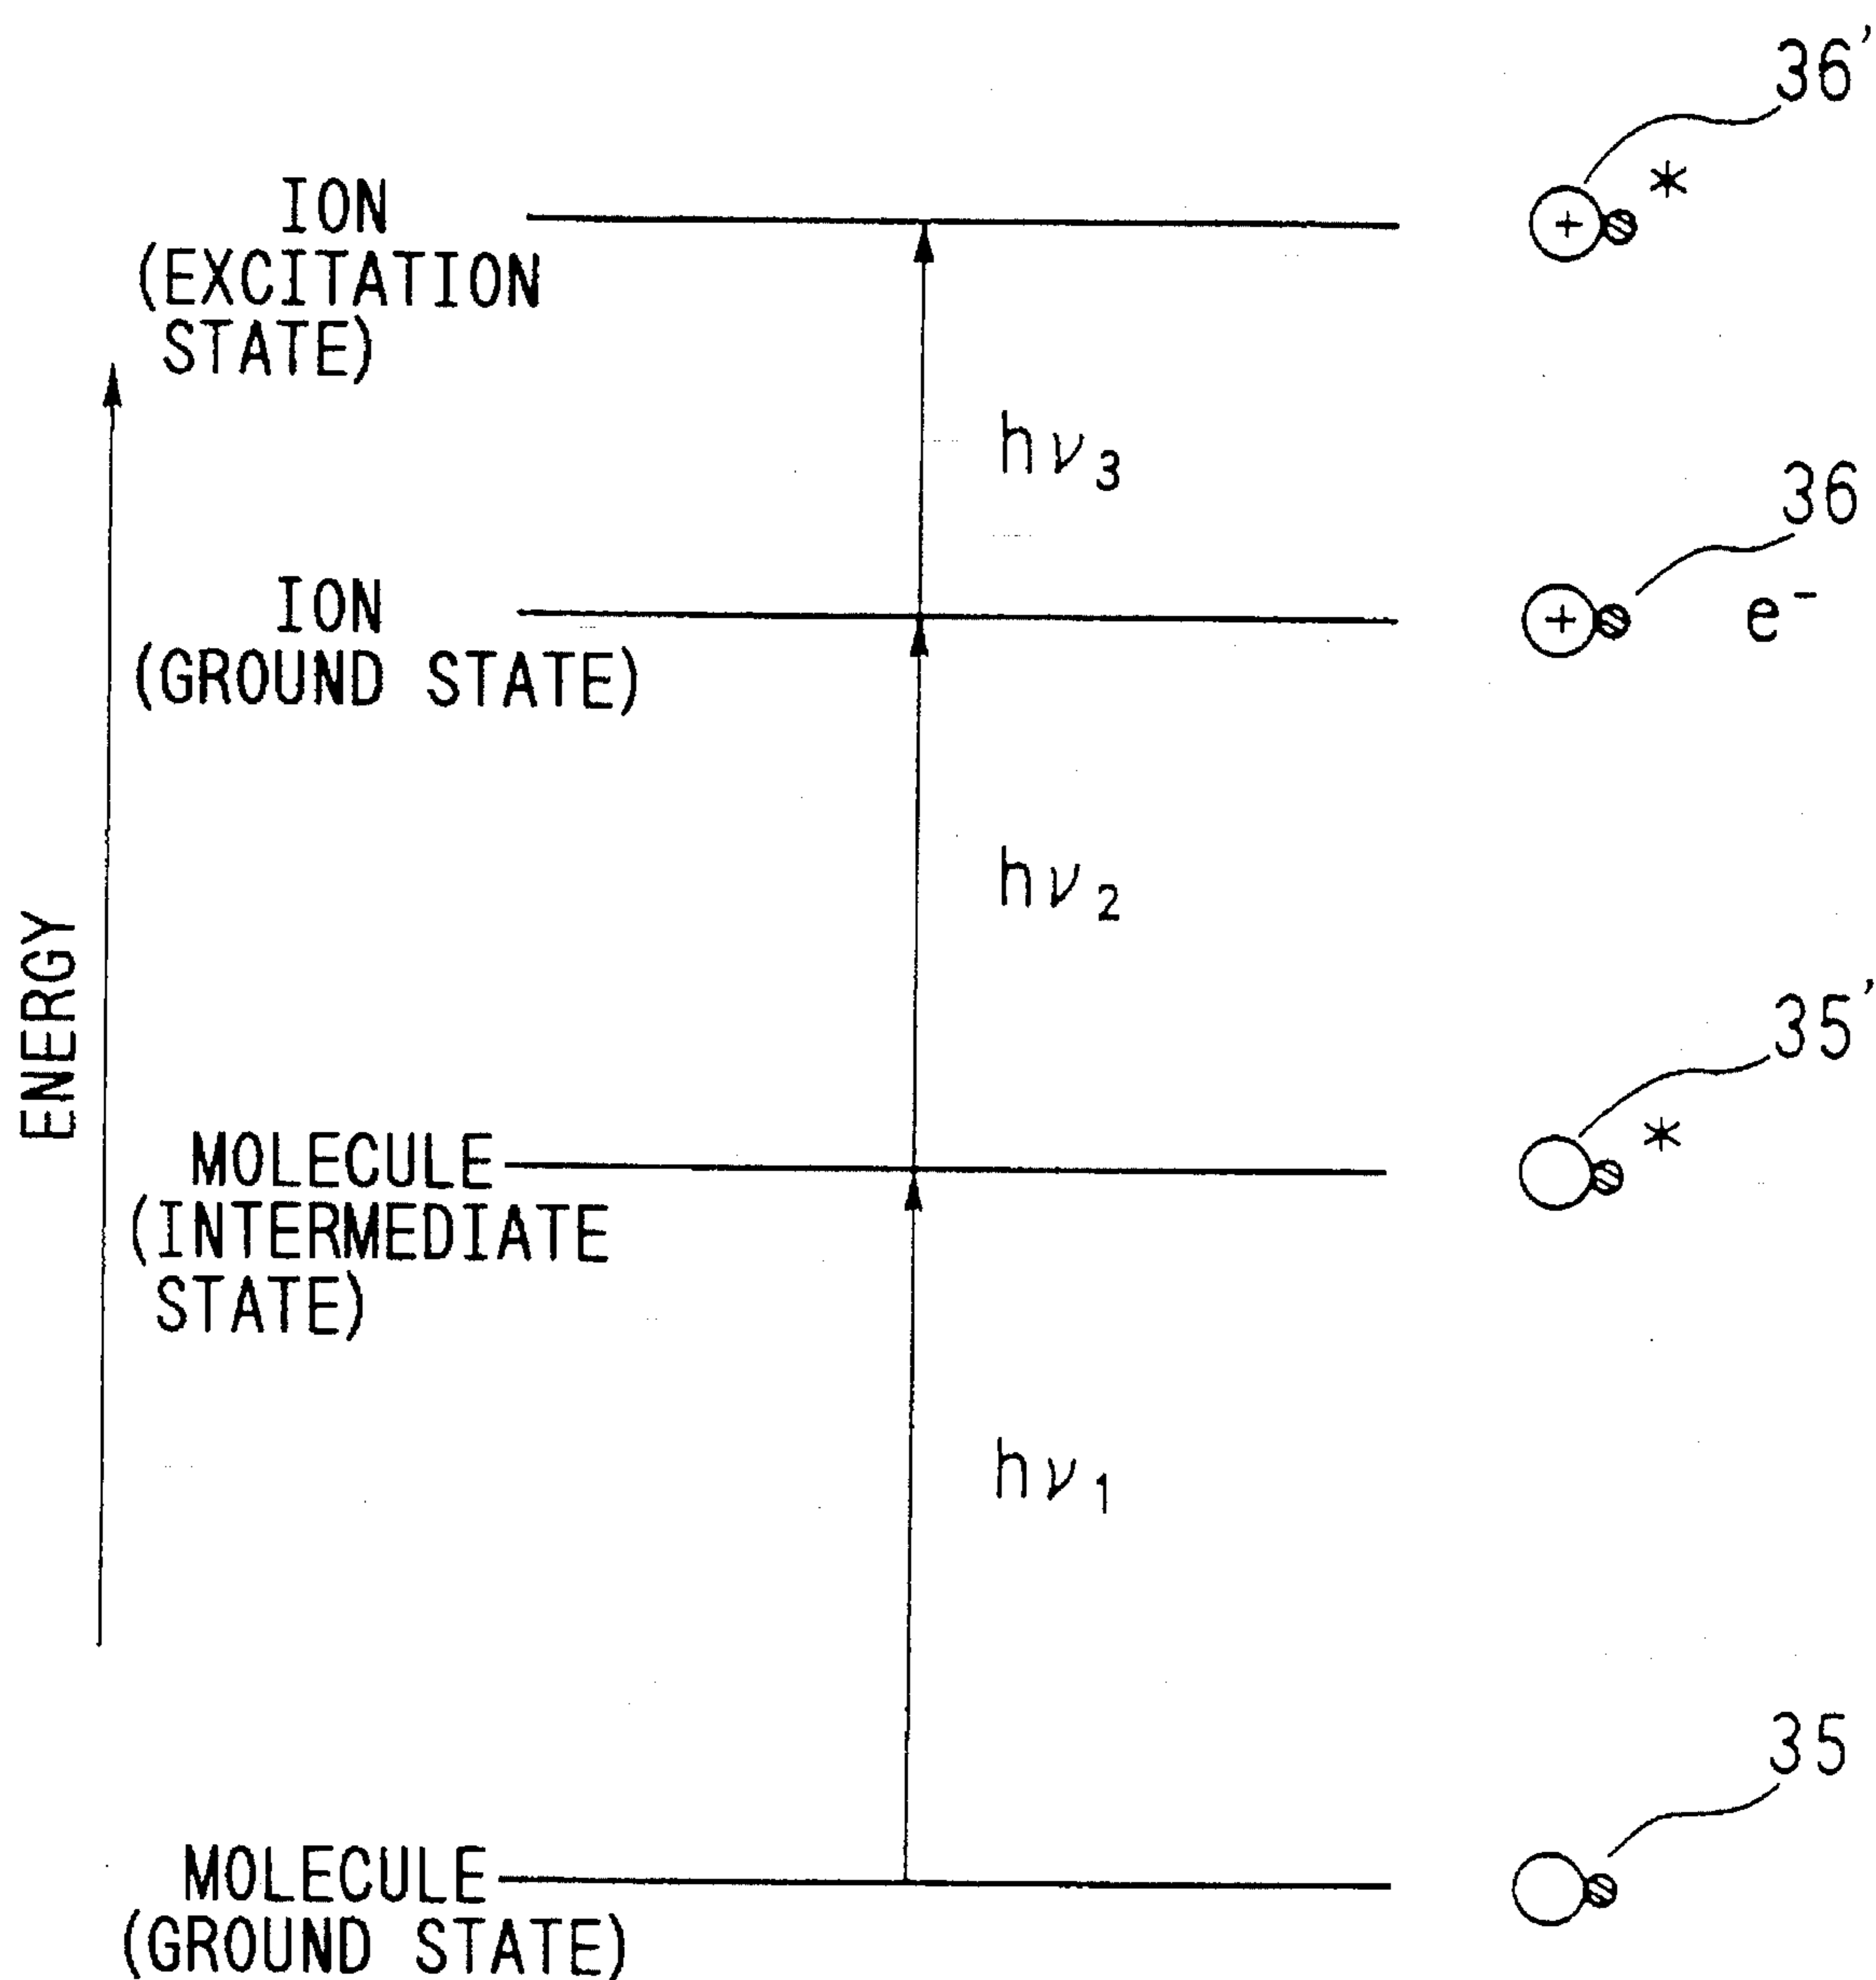 36'
ION
(EXCITATION
STATE)
*
+
hν3
36
ION
(GROUND STATE)
+
e-
hν2
ENERGY
35'
MOLECULE
(INTERMEDIATE
STATE)
*
hν1
35
MOLECULE
(GROUND STATE)